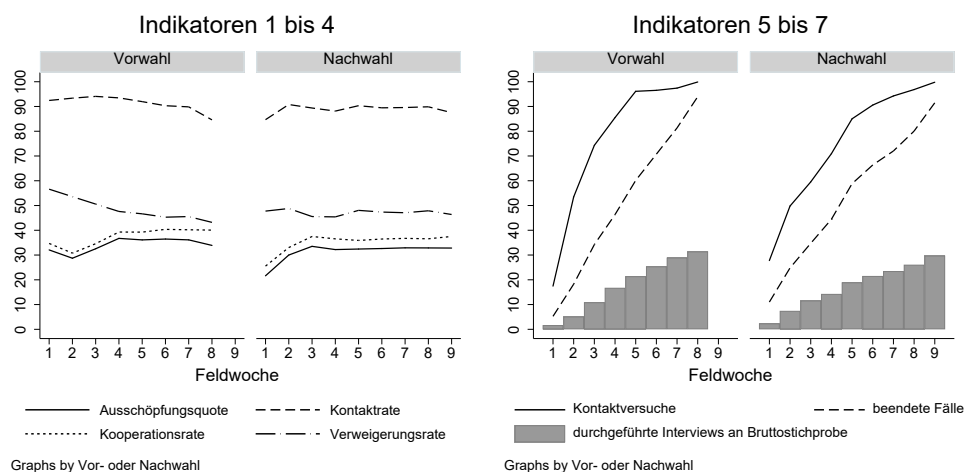 Indikatoren 1 bis 4
Vorwahl Nachwahl
100
90
80
70
60
50
40
30
20
10
0
1 2 3 4 5 6 7 8 9 1 2 3 4 5 6 7 8 9
Feldwoche
Ausschöpfungsquote Kontaktrate
Kooperationsrate Verweigerungsrate
Graphs by Vor- oder Nachwahl
Indikatoren 5 bis 7
Vorwahl Nachwahl
100
90
80
70
60
50
40
30
20
10
0
1 2 3 4 5 6 7 8 9 1 2 3 4 5 6 7 8 9
Feldwoche
Kontaktversuche beendete Fälle
durchgeführte Interviews an Bruttostichprobe
Graphs by Vor- oder Nachwahl